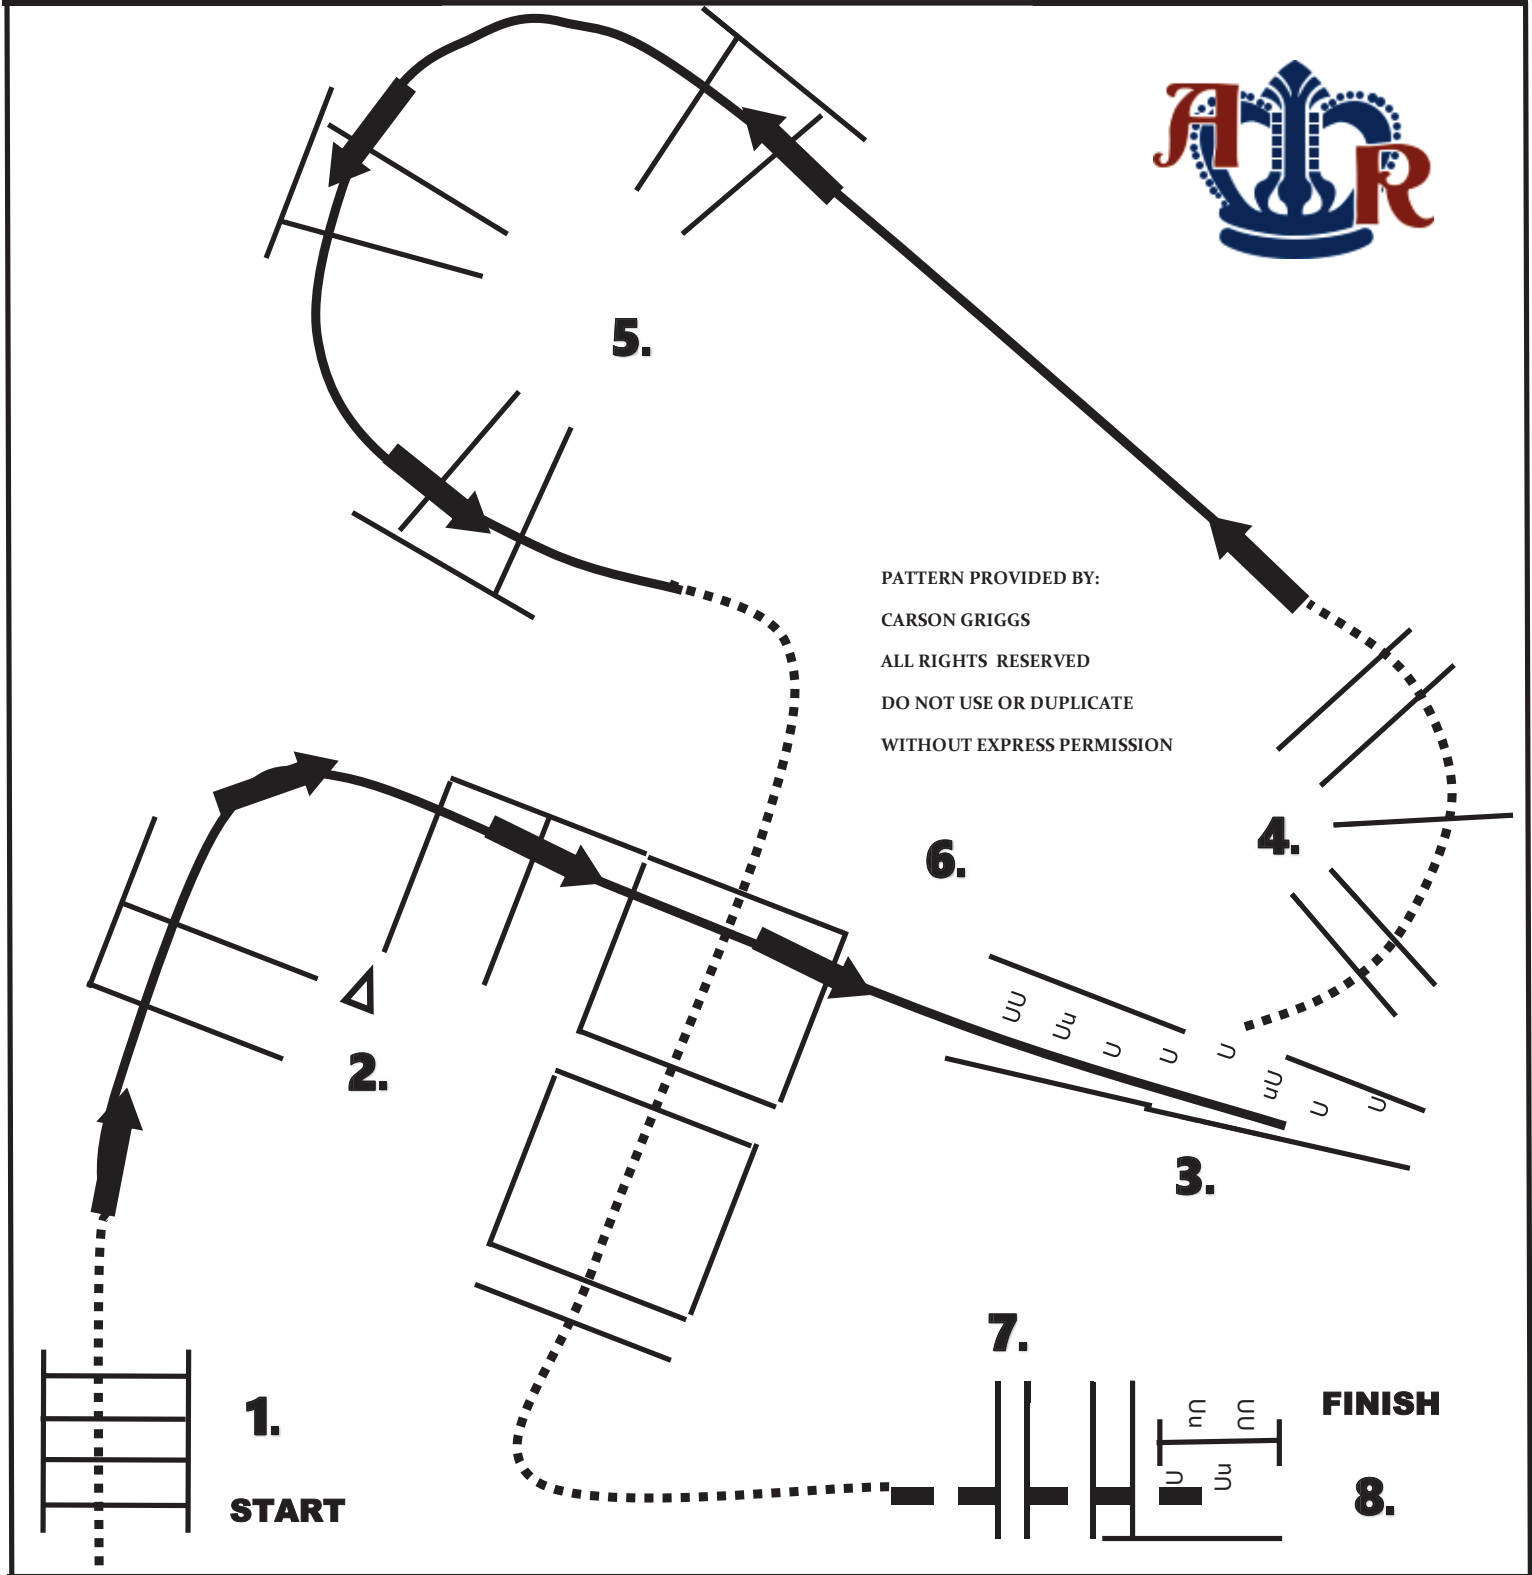 A R
5.
PATTERN PROVIDED BY:
CARSON GRIGGS
ALL RIGHTS RESERVED
DO NOT USE OR DUPLICATE
WITHOUT EXPRESS PERMISSION
4.
6.
2.
3.
7.
1.
FINISH
START
8.